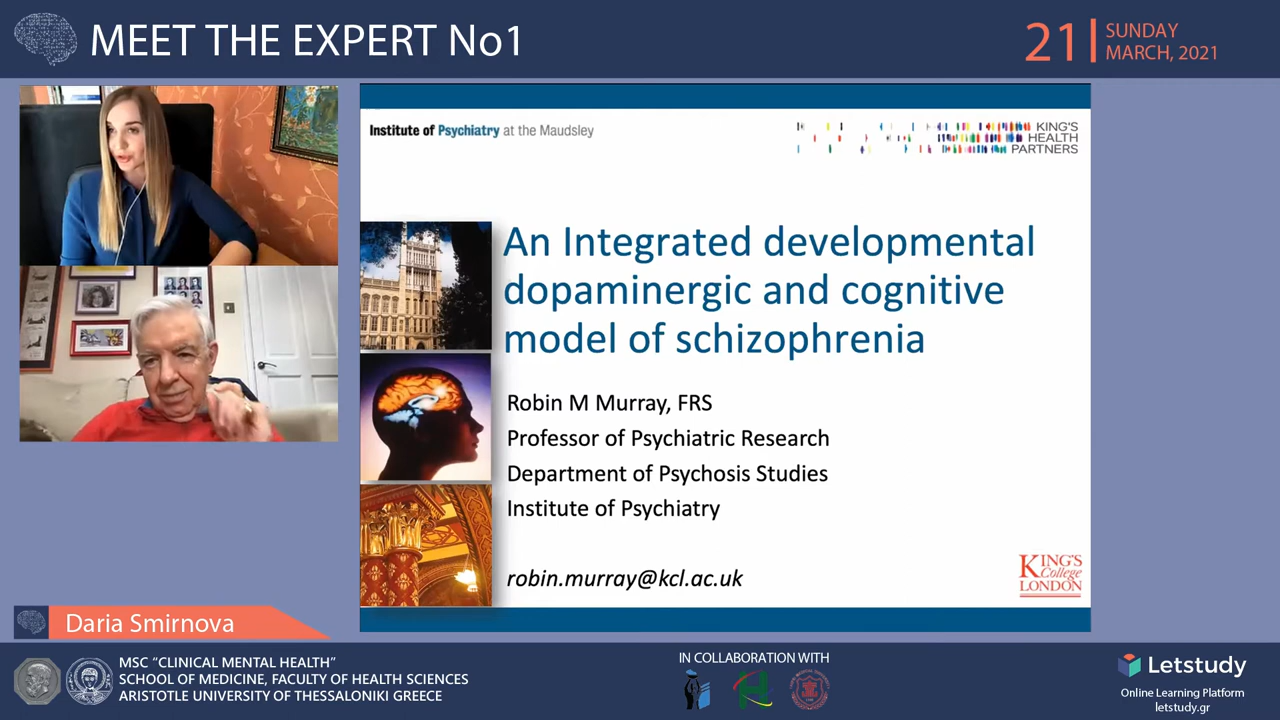 MEET THE EXPERT No1
21
SUNDAY
MARCH, 2021
Institute of Psychiatry at the Maudsley
KING'S
HEALTH
PARTNERS
An Integrated developmental
dopaminergic and cognitive
model of schizophrenia
Robin M Murray, FRS
Professor of Psychiatric Research
Department of Psychosis Studies
Institute of Psychiatry
robin.murray@kcl.ac.uk
KING'S
College
LONDON
Daria Smirnova
MSC “CLINICAL MENTAL HEALTH”
SCHOOL OF MEDICINE, FACULTY OF HEALTH SCIENCES
ARISTOTLE UNIVERSITY OF THESSALONIKI GREECE
IN COLLABORATION WITH
Letstudy
Online Learning Platform
letstudy.gr